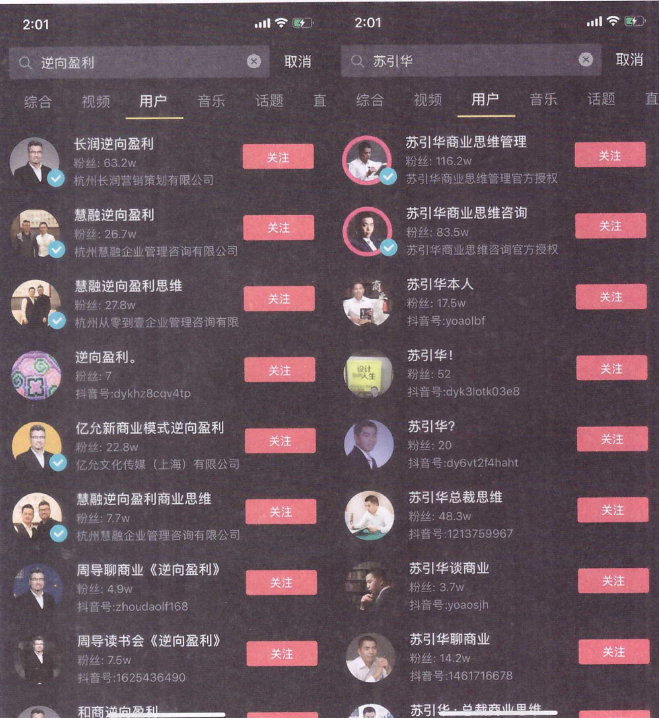 2:01
逆向盈利
取消
综合 视频 用户 音乐 话题 直
长润逆向盈利
粉丝: 63.2w
杭州长润营销策划有限公司
关注
慧融逆向盈利
粉丝: 26.7w
杭州慧融企业管理咨询有限公司
关注
慧融逆向盈利思维
粉丝: 27.8w
杭州从零到壹企业管理咨询有限
关注
逆向盈利。
粉丝: 7
抖音号:dykhz8cqv4tp
关注
亿允新商业模式逆向盈利
粉丝: 22.8w
亿允文化传媒（上海）有限公司
关注
慧融逆向盈利商业思维
粉丝: 7.7w
杭州慧融企业管理咨询有限公司
关注
周导聊商业《逆向盈利》
粉丝: 4.9w
抖音号:zhoudaolf168
关注
周导读书会《逆向盈利》
粉丝: 7.5w
抖音号:1625436490
关注
和商逆向盈利
2:01
苏引华
取消
综合 视频 用户 音乐 话题 直
苏引华商业思维管理
粉丝: 116.2w
苏引华商业思维管理官方授权
关注
苏引华商业思维咨询
粉丝: 83.5w
苏引华商业思维咨询官方授权
关注
苏引华本人
粉丝: 17.5w
抖音号:yoaolbf
关注
苏引华！
粉丝: 52
抖音号:dyk3lotk03e8
关注
苏引华?
粉丝: 20
抖音号:dy6vt2f4haht
关注
苏引华总裁思维
粉丝: 48.3w
抖音号:1213759967
关注
苏引华谈商业
粉丝: 3.7w
抖音号:yoaosjh
关注
苏引华聊商业
粉丝: 14.2w
抖音号:1461716678
关注
苏引华·总裁商业思维